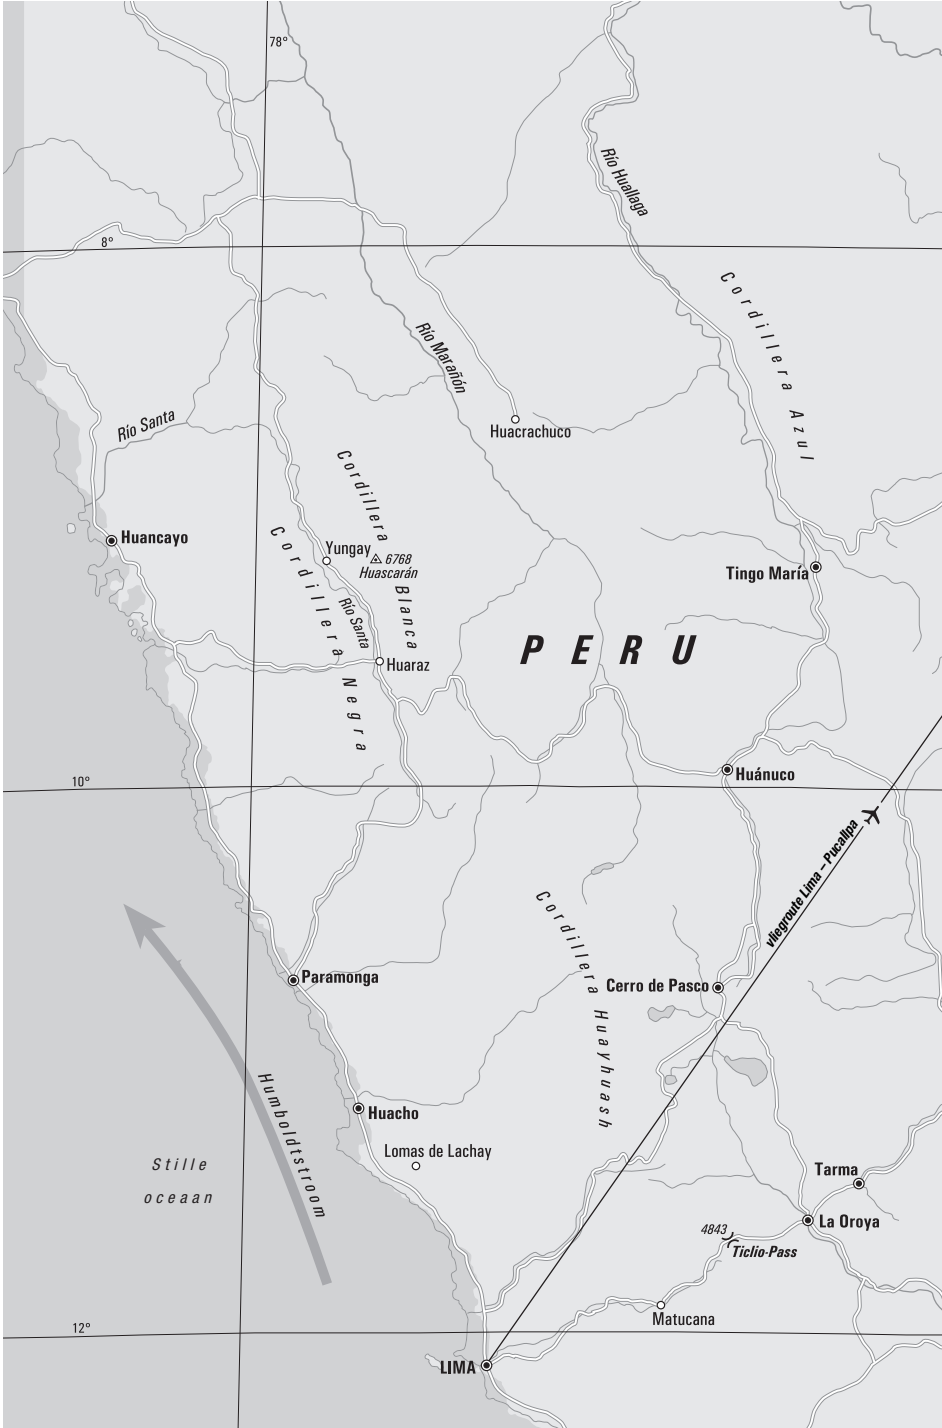 78°
Río Huallaga
8°
Cordillera Azul
Río Marañón
Río Santa
Huacrachuco
Cordillera Blanca
Huancayo
Cordillera Negra
Yungay
6768
Huascarán
Tingo María
Río Santa
PERU
Huaraz
Huánuco
10°
vliegroute Lima – Pucallpa
Cordillera Huayhuash
Paramonga
Cerro de Pasco
Humboldtstroom
Huacho
Lomas de Lachay
Stille
oceaan
Tarma
La Oroya
4843
Ticlio-Pass
Matucana
12°
LIMA